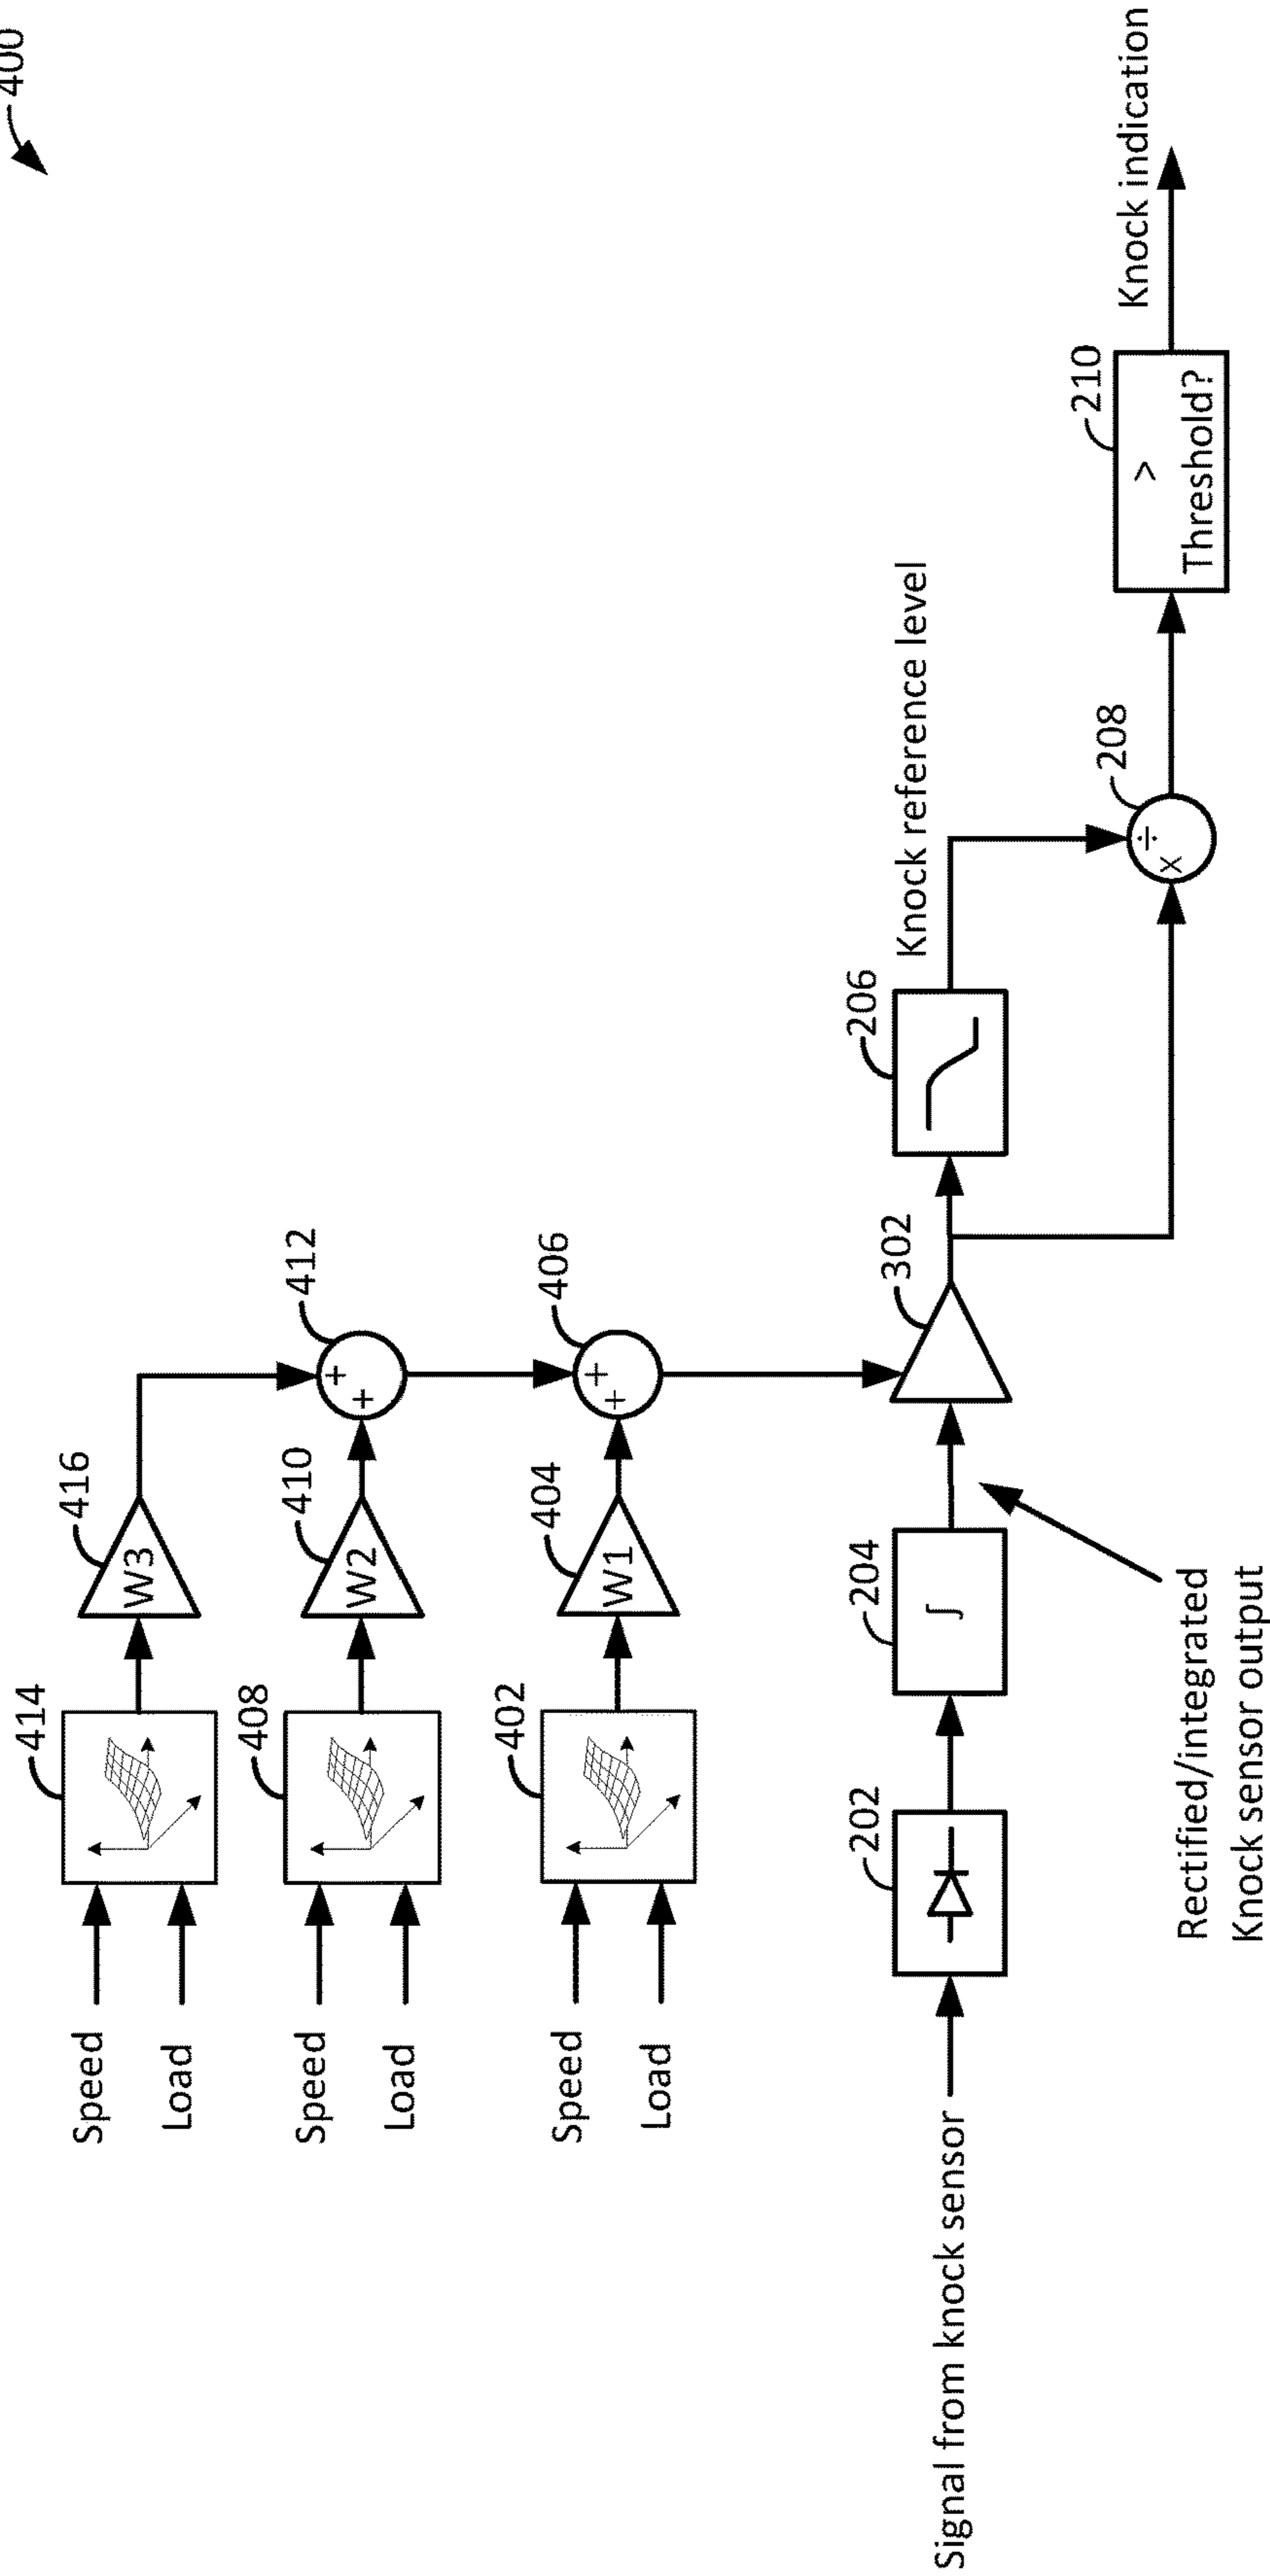 400
Speed
Load
414
W3
416
Speed
Load
408
W2
410
+
+
412
Speed
Load
402
W1
404
+
+
406
Signal from knock sensor
202
204
∫
Rectified/integrated
Knock sensor output
302
206
Knock reference level
x
÷
208
210
>
Threshold?
Knock indication